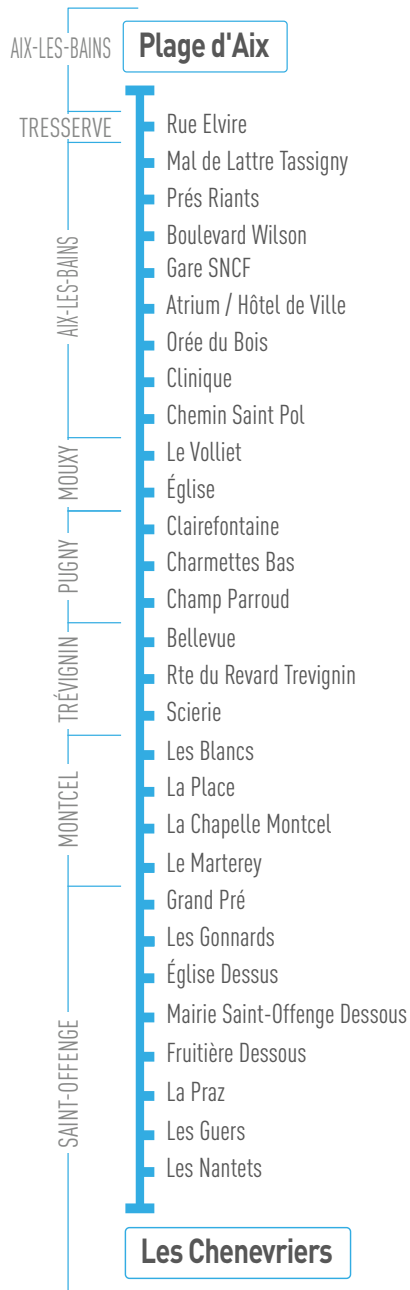 AIX-LES-BAINS
Plage d'Aix
TRESSERVE
Rue Elvire
AIX-LES-BAINS
Mal de Lattre Tassigny
Prés Riants
Boulevard Wilson
Gare SNCF
Atrium / Hôtel de Ville
Orée du Bois
Clinique
Chemin Saint Pol
MOUXY
Le Volliet
Église
PUGNY
Clairefontaine
Charmettes Bas
Champ Parroud
TRÉVIGNIN
Bellevue
Rte du Revard Trevignin
Scierie
MONTCEL
Les Blancs
La Place
La Chapelle Montcel
Le Marterey
SAINT-OFFENGE
Grand Pré
Les Gonnards
Église Dessus
Mairie Saint-Offenge Dessous
Fruitière Dessous
La Praz
Les Guers
Les Nantets
Les Chenevriers